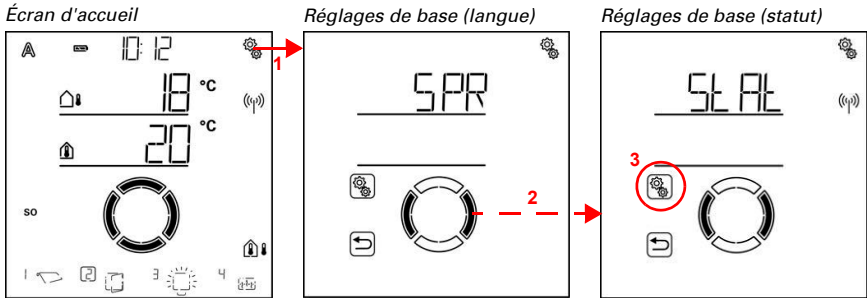 Écran d'accueil
Réglages de base (langue)
Réglages de base (statut)
A
10:12
1
18 °C
20 °C
so
1 2 3 4
SPR
2
StAt
3